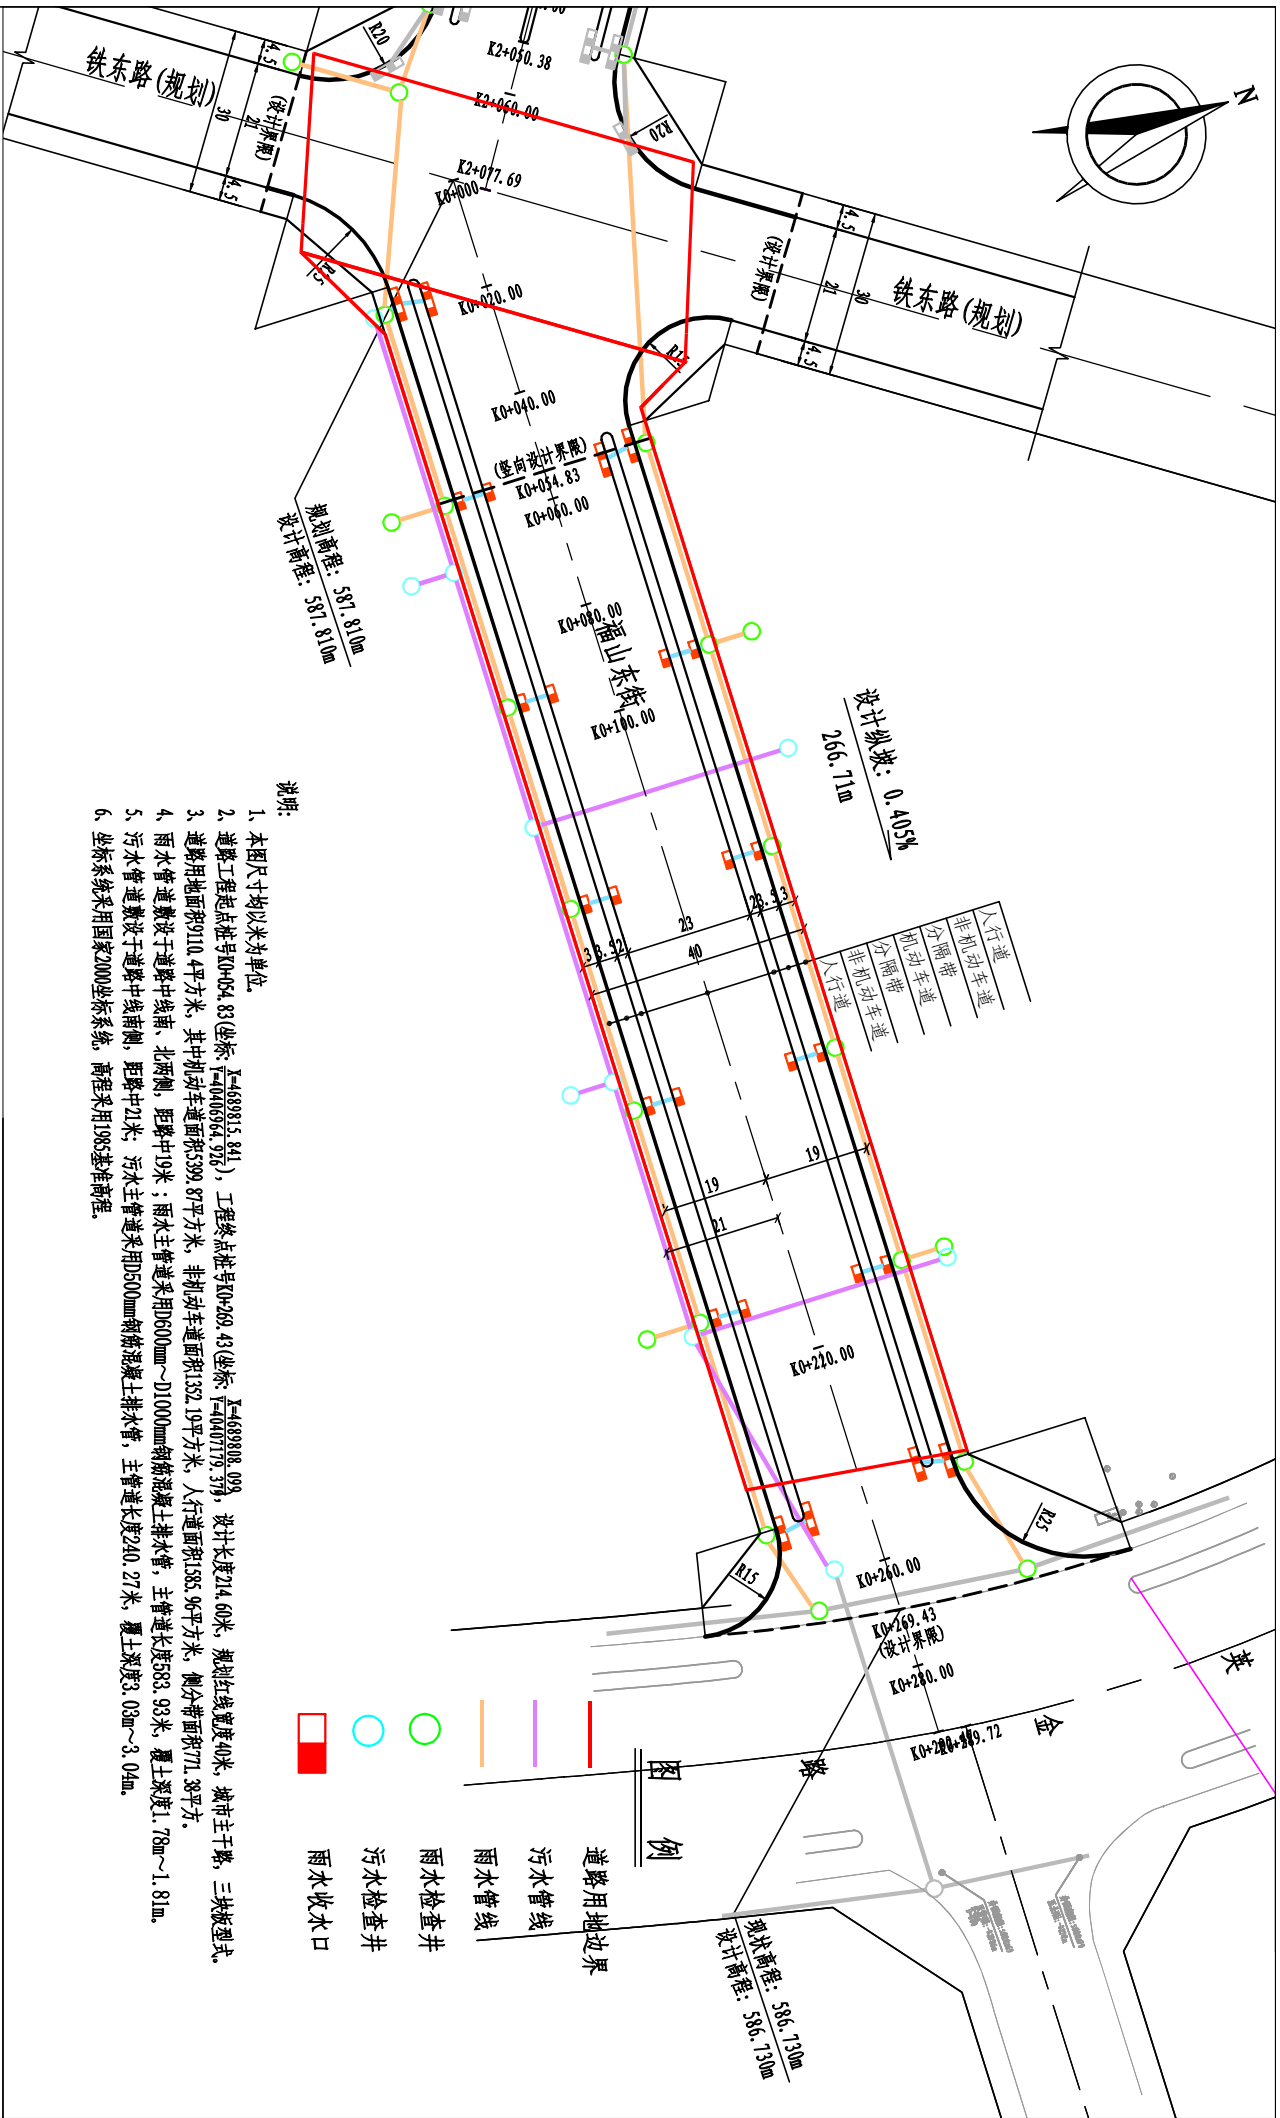 N
铁东路(规划)
(设计界限)
4.5
21
30
4.5
R20
K2+050.38
K2+060.00
K2+077.69
K0+000
R20
R15
K0+020.00
铁东路(规划)
(设计界限)
4.5
21
30
4.5
K0+040.00
(竖向设计界限)
K0+054.83
K0+060.00
K0+080.00
福山东街
K0+100.00
规划高程: 587.810m
设计高程: 587.810m
设计纵坡: 0.405%
266.71m
人行道
非机动车道
分隔带
机动车道
分隔带
非机动车道
人行道
3
3.5
2
23
2
3.5
3
40
19
19
21
K0+220.00
R25
R15
K0+260.00
K0+269.43
(设计界限)
K0+280.00
K0+289.72
英
金
路
现状高程: 586.730m
设计高程: 586.730m
说明:
1、本图尺寸均以米为单位。
2、道路工程起点桩号K0+054.83(坐标: X=4689815.841 Y=40406964.926), 工程终点桩号K0+269.43(坐标: X=4689808.099 Y=40407179.379), 设计长度214.60米, 规划红线宽度40米, 城市主干路, 三块板型式。
3、道路用地面积9110.4平方米, 其中机动车道面积5399.87平方米, 非机动车道面积1352.19平方米, 人行道面积1585.96平方米, 侧分带面积771.38平方。
4、雨水管道敷设于道路中线南、北两侧, 距路中19米; 雨水主管道采用D600mm～D1000mm钢筋混凝土排水管, 主管道长度583.93米, 覆土深度1.78m～1.81m。
5、污水管道敷设于道路中线南侧, 距路中21米; 污水主管道采用D500mm钢筋混凝土排水管, 主管道长度240.27米, 覆土深度3.03m～3.04m。
6、坐标系统采用国家2000坐标系统, 高程采用1985基准高程。
图 例
道路用地边界
污水管线
雨水管线
雨水检查井
污水检查井
雨水收水口